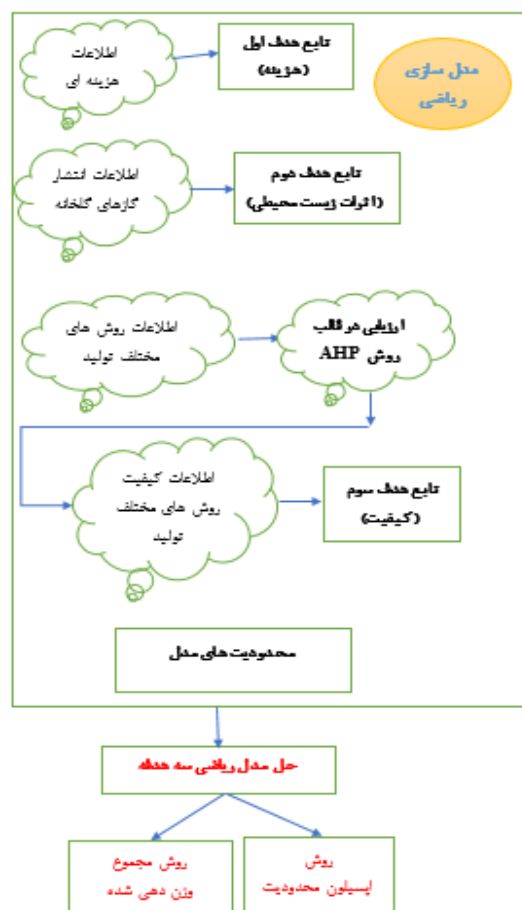 مدل سازی
ریاضی
تابع هدف اول
(هزینه)
اطلاعات
هزینه ای
تابع هدف دوم
(اثرات زیست محیطی)
اطلاعات انتشار
گازهای گلخانه
ارزیابی در قالب
روش AHP
اطلاعات روش های
مختلف تولید
اطلاعات کیفیت
روش های مختلف
تولید
تابع هدف سوم
(کیفیت)
محدودیت های مدل
حل مدل ریاضی سه هدفه
روش
اپسیلون محدودیت
روش مجموع
وزن دهی شده